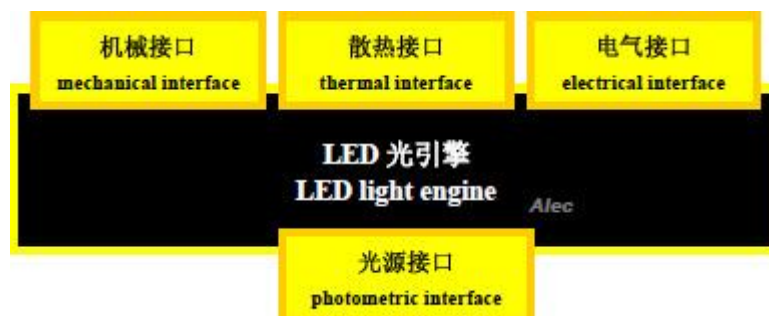 机械接口
mechanical interface
散热接口
thermal interface
电气接口
electrical interface
LED 光引擎
LED light engine
Alec
光源接口
photometric interface